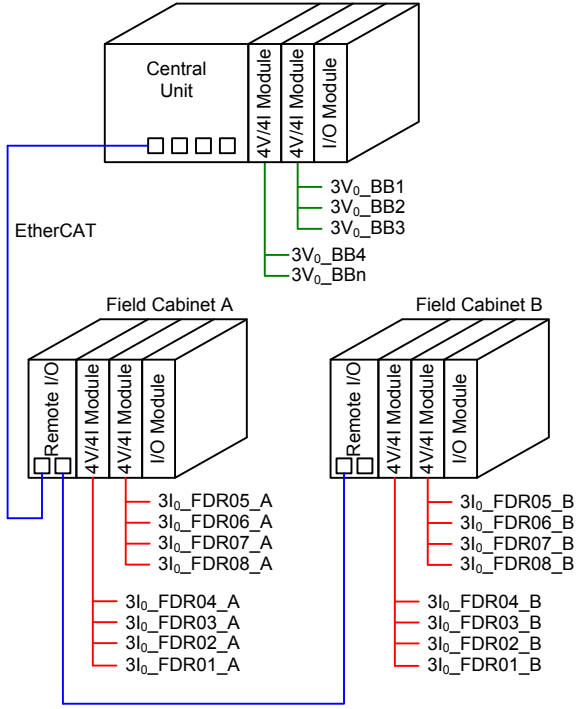 Central
Unit
4V/4I Module
4V/4I Module
I/O Module
3V₀_BB1
3V₀_BB2
3V₀_BB3
EtherCAT
3V₀_BB4
3V₀_BBn
Field Cabinet A
Field Cabinet B
Remote I/O
4V/4I Module
4V/4I Module
I/O Module
Remote I/O
4V/4I Module
4V/4I Module
I/O Module
3I₀_FDR05_A
3I₀_FDR06_A
3I₀_FDR07_A
3I₀_FDR08_A
3I₀_FDR04_A
3I₀_FDR03_A
3I₀_FDR02_A
3I₀_FDR01_A
3I₀_FDR05_B
3I₀_FDR06_B
3I₀_FDR07_B
3I₀_FDR08_B
3I₀_FDR04_B
3I₀_FDR03_B
3I₀_FDR02_B
3I₀_FDR01_B